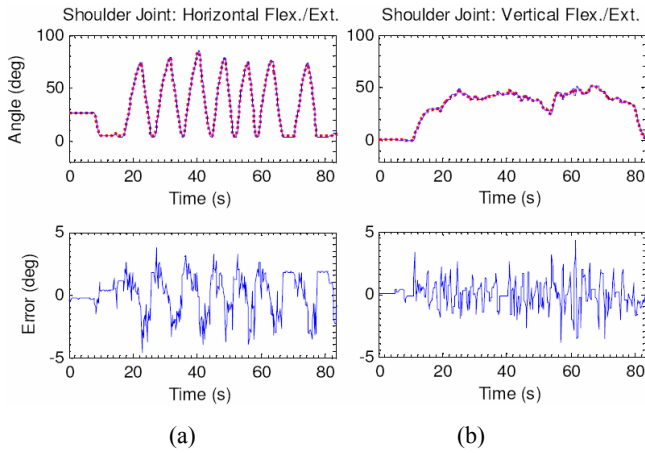 Shoulder Joint: Horizontal Flex./Ext. Shoulder Joint: Vertical Flex./Ext.
100 100
50 50
0 0
Angle (deg)
0 20 40 60 80 0 20 40 60 80
Time (s) Time (s)
5 5
0 0
-5 -5
Error (deg)
0 20 40 60 80 0 20 40 60 80
Time (s) Time (s)
(a) (b)